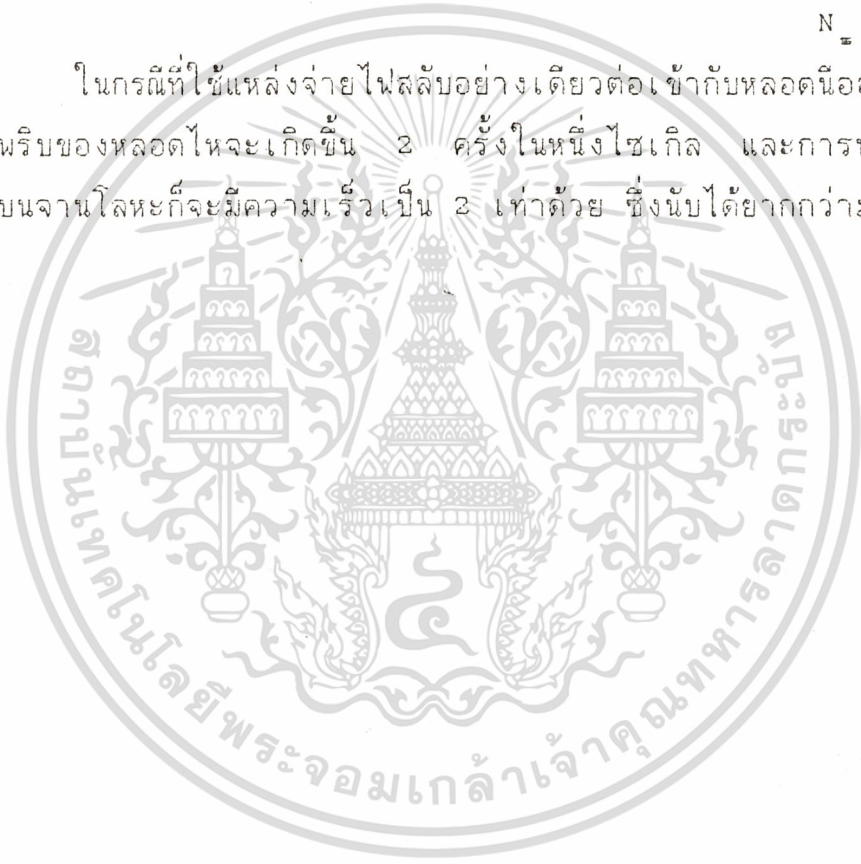 N
ในกรณีที่ใช้แหล่งจ่ายไฟสลับอย่างเดียวต่อเข้ากับหลอดนีออ
พริบของหลอดไหจะเกิดขึ้น 2 ครั้งในหนึ่งไซเกิล และการห
บนจานโลหะก็จะมีความเร็วเป็น 2 เท่าด้วย ซึ่งนับได้ยากกว่าม
สถาบันเทคโนโลยีพระจอมเกล้าเจ้าคุณทหารลาดกระบัง